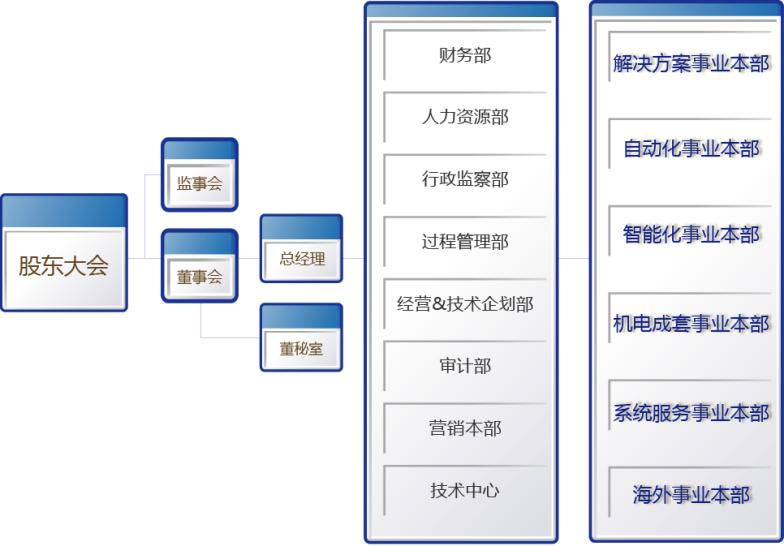 股东大会
监事会
董事会
总经理
董秘室
财务部
人力资源部
行政监察部
过程管理部
经营&技术企划部
审计部
营销本部
技术中心
解决方案事业本部
自动化事业本部
智能化事业本部
机电成套事业本部
系统服务事业本部
海外事业本部